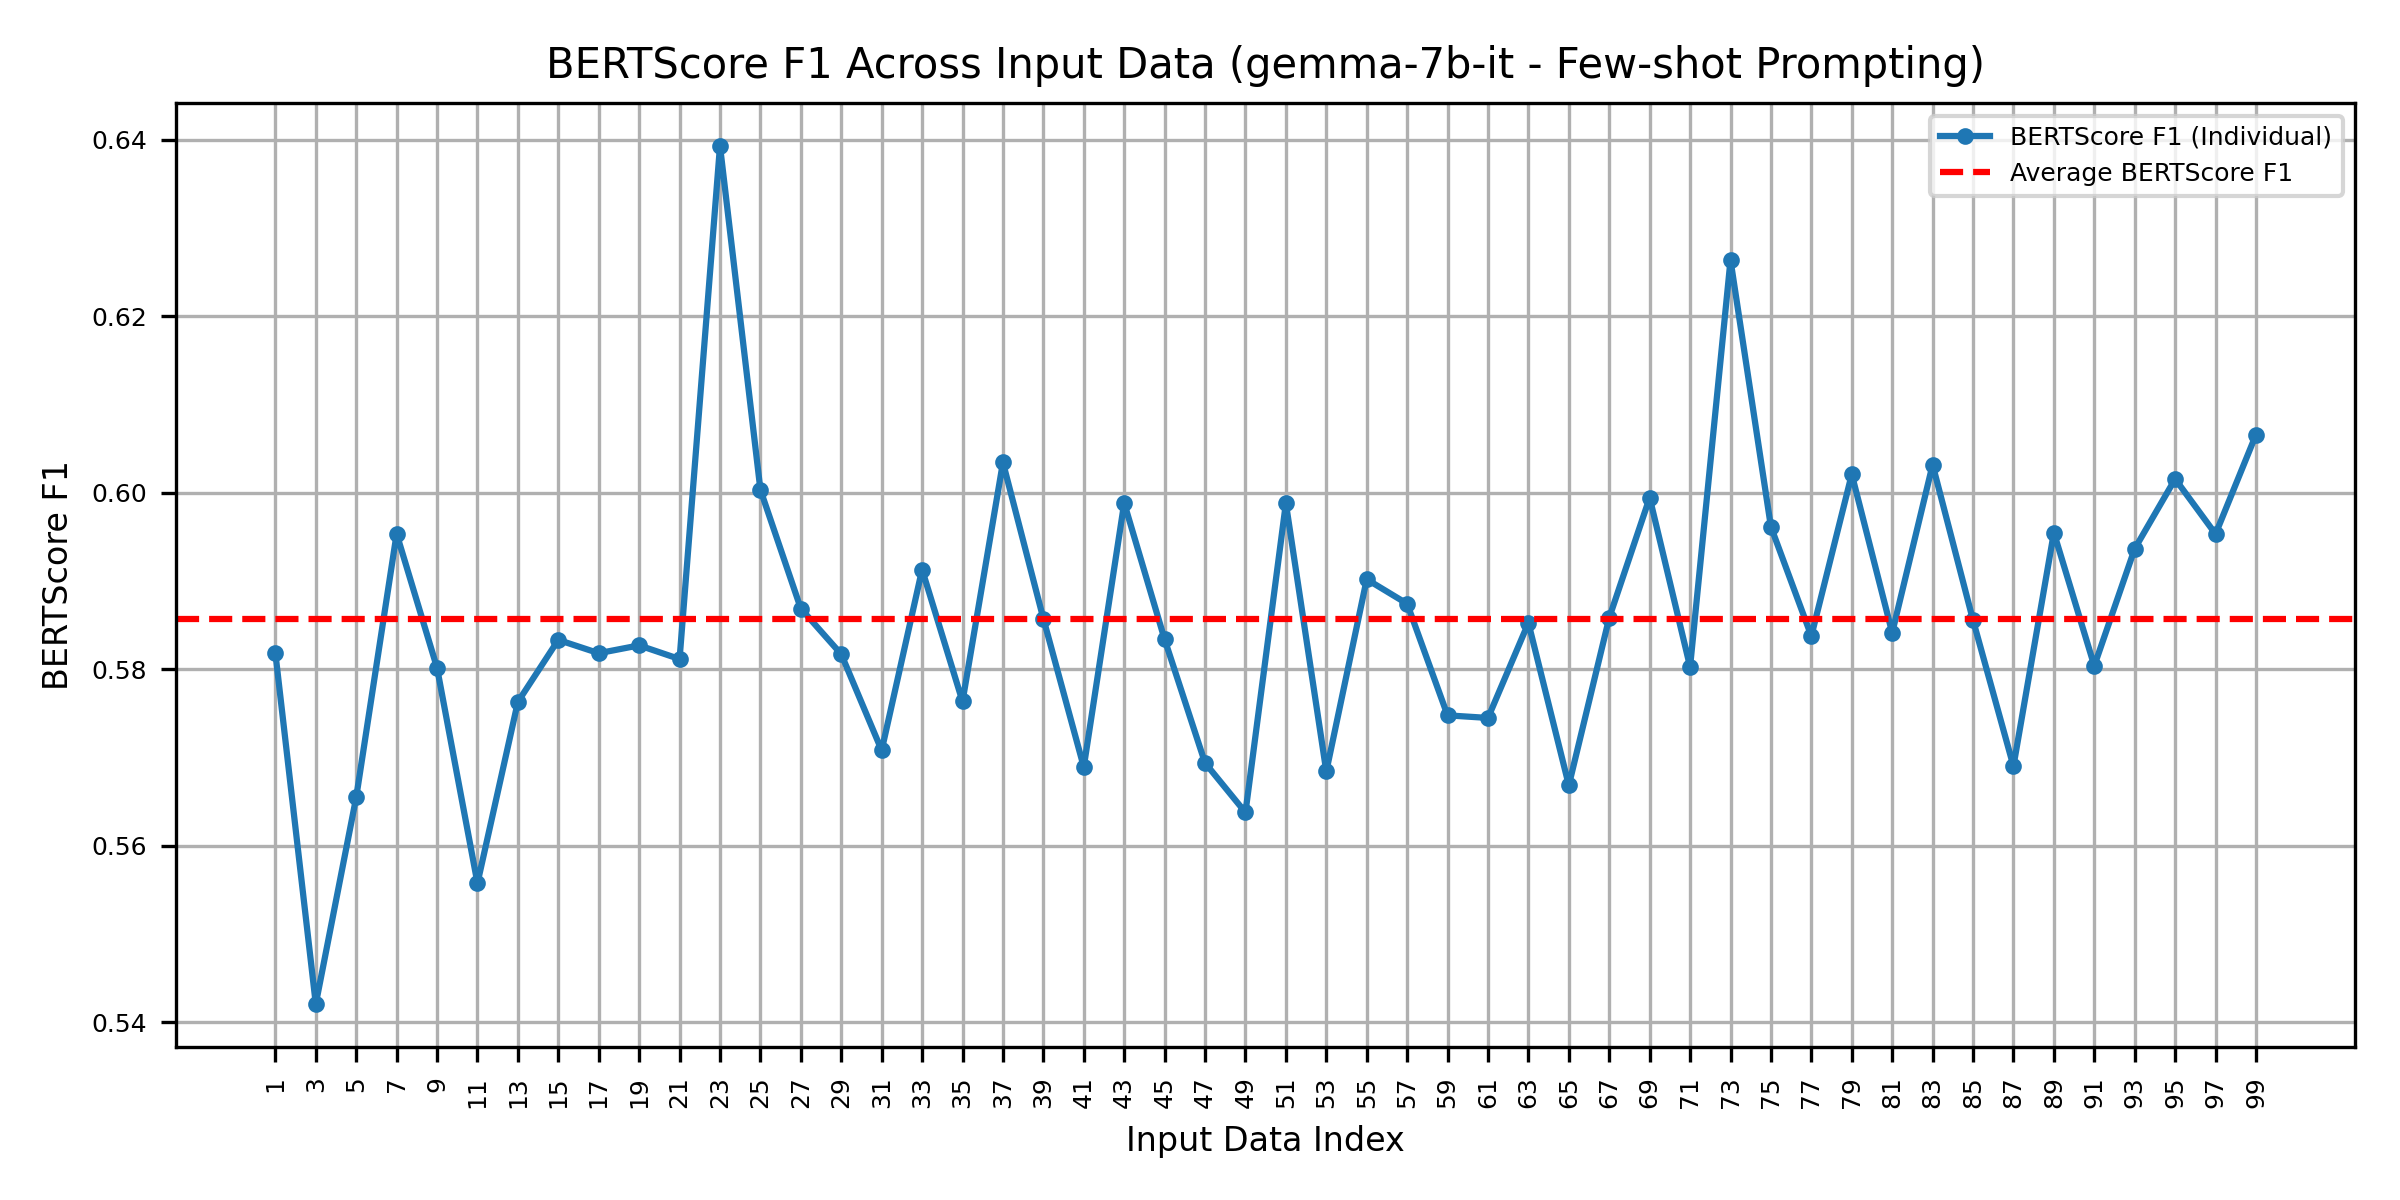 BERTScore F1 Across Input Data (gemma-7b-it - Few-shot Prompting)
BERTScore F1 (Individual)
Average BERTScore F1
BERTScore F1
0.64
0.62
0.60
0.58
0.56
0.54
1 3 5 7 9 11 13 15 17 19 21 23 25 27 29 31 33 35 37 39 41 43 45 47 49 51 53 55 57 59 61 63 65 67 69 71 73 75 77 79 81 83 85 87 89 91 93 95 97 99
Input Data Index